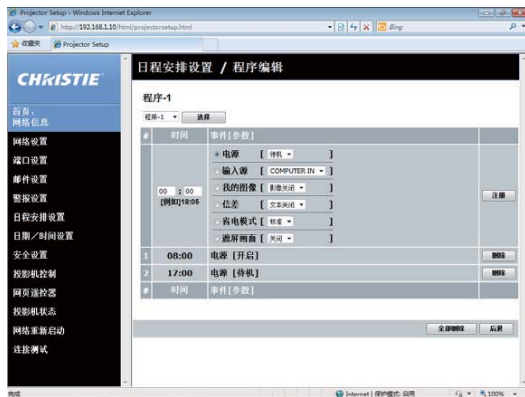 Projector Setup - Windows Internet Explorer
http://192.168.1.10/html/projectorsetup.html
Bing
收藏夹
Projector Setup
CHRISTIE
日程安排设置 / 程序编辑
首页:
网络信息
网络设置
端口设置
邮件设置
警报设置
日程安排设置
日期/时间设置
安全设置
投影机控制
网页遥控器
投影机状态
网络重新启动
连接测试
程序-1
程序-1 选择
# 时间 事件[参数]
00 : 00
[例如]18:05
电源 [ 待机 ]
输入源 [ COMPUTER IN ]
我的图像 [ 影像关闭 ]
信差 [ 文本关闭 ]
省电模式 [ 标准 ]
遮屏画面 [ 关闭 ]
注册
1 08:00 电源 [开启] 删除
2 17:00 电源 [待机] 删除
# 时间 事件[参数]
全部删除 后退
完成
Internet | 保护模式: 启用
100%